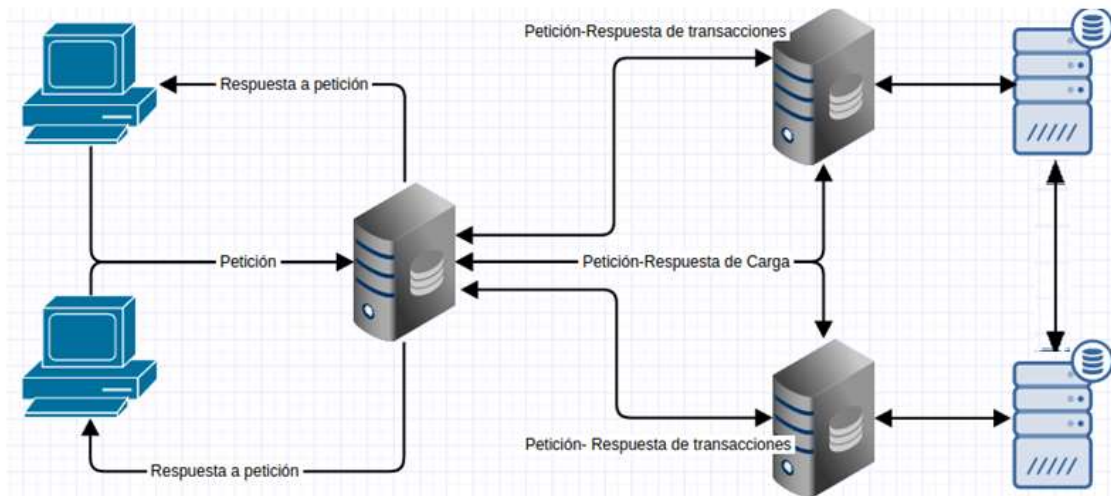 Petición-Respuesta de transacciones
Respuesta a petición
Petición
Petición-Respuesta de Carga
Petición- Respuesta de transacciones
Respuesta a petición